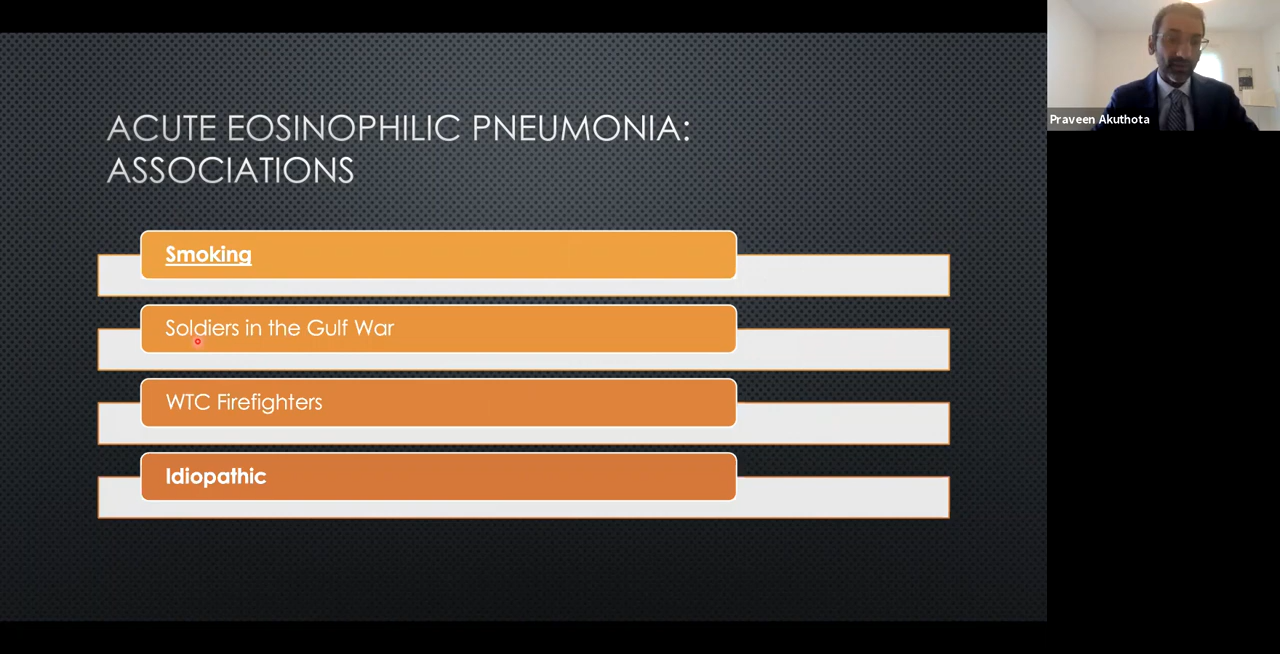 ACUTE EOSINOPHILIC PNEUMONIA:
ASSOCIATIONS
Smoking
Soldiers in the Gulf War
WTC Firefighters
Idiopathic
Praveen Akuthota